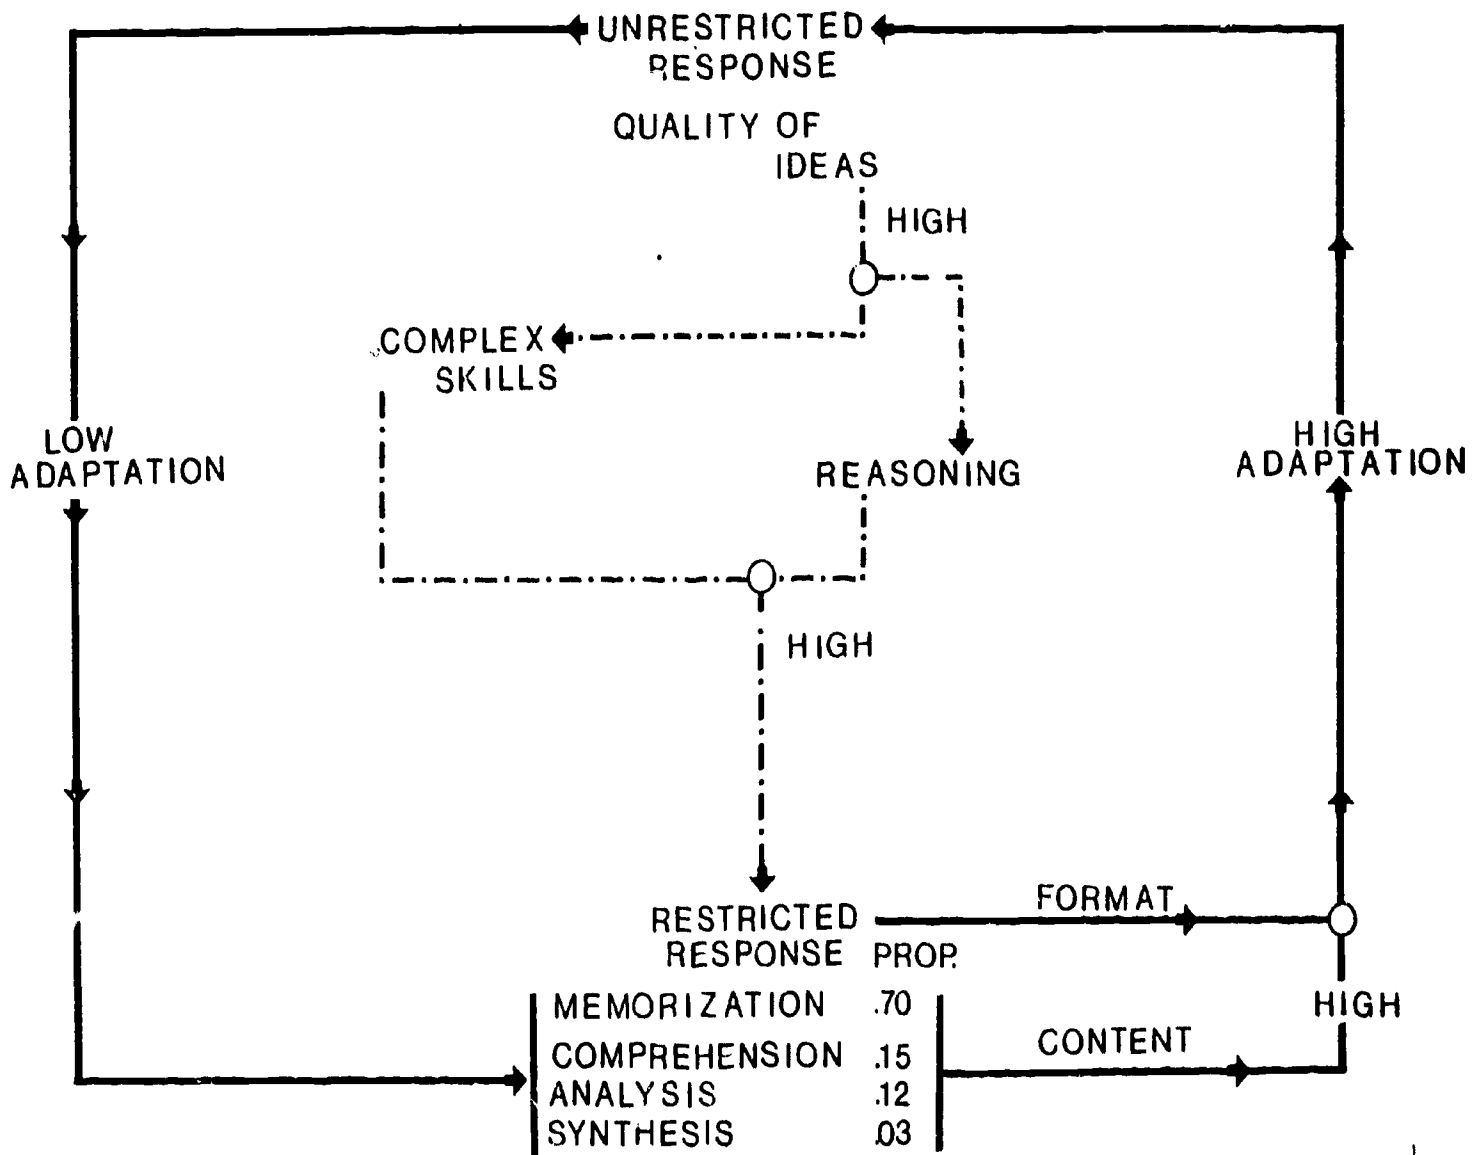 UNRESTRICTED
RESPONSE
QUALITY OF
IDEAS
HIGH
COMPLEX
SKILLS
LOW
ADAPTATION
HIGH
ADAPTATION
REASONING
HIGH
RESTRICTED
RESPONSE PROP.
FORMAT
MEMORIZATION .70
COMPREHENSION .15
ANALYSIS .12
SYNTHESIS .03
HIGH
CONTENT